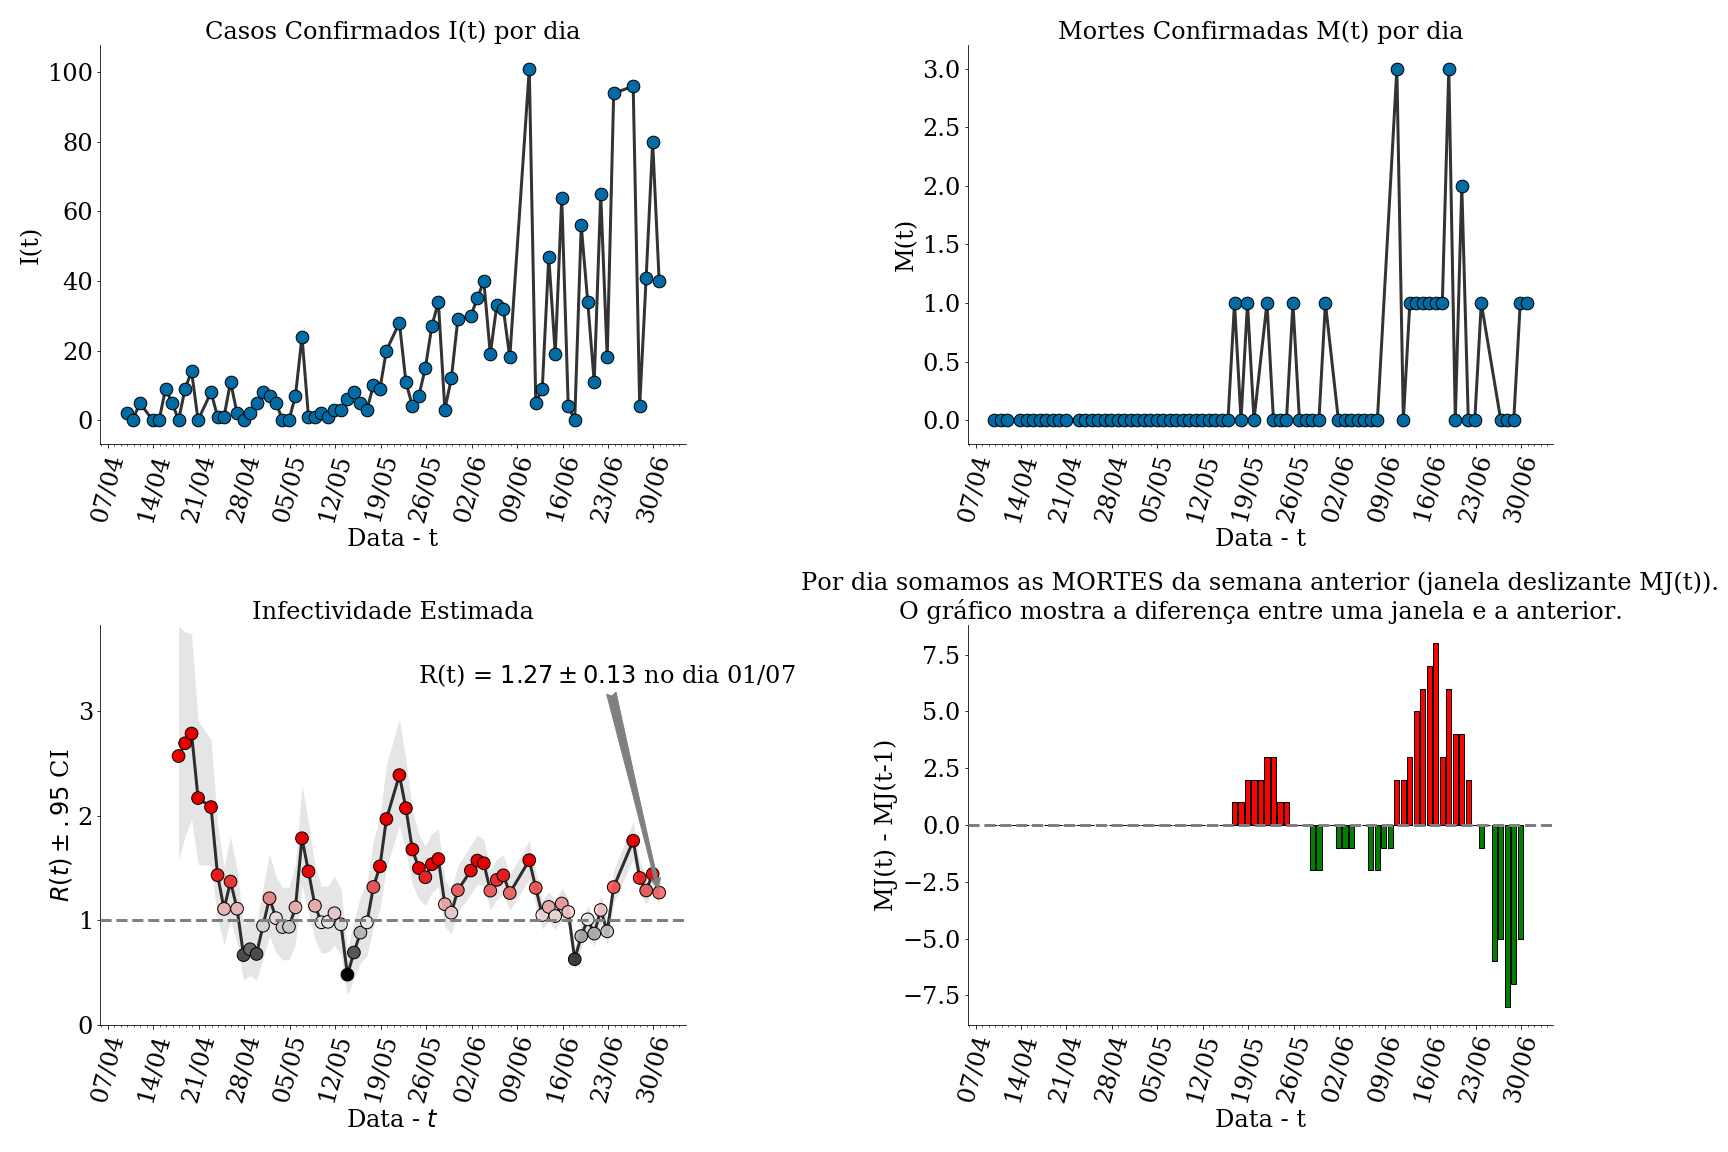 Casos Confirmados I(t) por dia
I(t)
100
80
60
40
20
0
07/04 14/04 21/04 28/04 05/05 12/05 19/05 26/05 02/06 09/06 16/06 23/06 30/06
Data - t
Mortes Confirmadas M(t) por dia
M(t)
3.0
2.5
2.0
1.5
1.0
0.5
0.0
07/04 14/04 21/04 28/04 05/05 12/05 19/05 26/05 02/06 09/06 16/06 23/06 30/06
Data - t
Infectividade Estimada
R(t) = 1.27 ± 0.13 no dia 01/07
R(t) ± .95 CI
3
2
1
0
07/04 14/04 21/04 28/04 05/05 12/05 19/05 26/05 02/06 09/06 16/06 23/06 30/06
Data - t
Por dia somamos as MORTES da semana anterior (janela deslizante MJ(t)).
O gráfico mostra a diferença entre uma janela e a anterior.
MJ(t) - MJ(t-1)
7.5
5.0
2.5
0.0
−2.5
−5.0
−7.5
07/04 14/04 21/04 28/04 05/05 12/05 19/05 26/05 02/06 09/06 16/06 23/06 30/06
Data - t